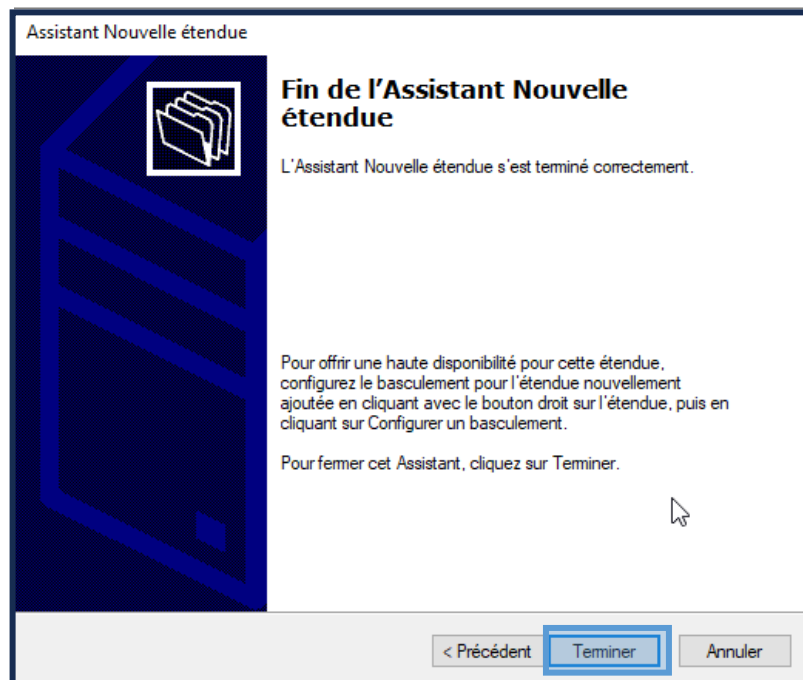 Assistant Nouvelle étendue
Fin de l’Assistant Nouvelle
étendue
L’Assistant Nouvelle étendue s’est terminé correctement.
Pour offrir une haute disponibilité pour cette étendue,
configurez le basculement pour l’étendue nouvellement
ajoutée en cliquant avec le bouton droit sur l’étendue, puis en
cliquant sur Configurer un basculement.
Pour fermer cet Assistant, cliquez sur Terminer.
< Précédent Terminer Annuler